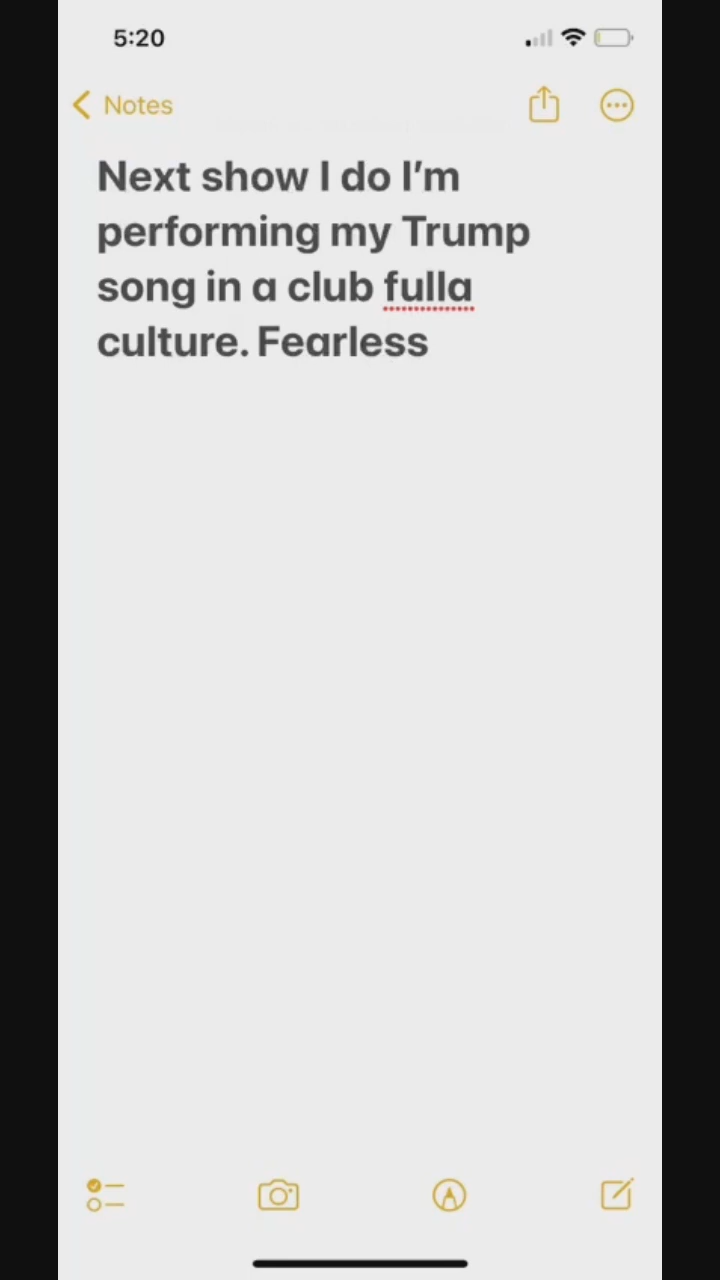 5:20
Notes
Next show I do I’m
performing my Trump
song in a club fulla
culture. Fearless